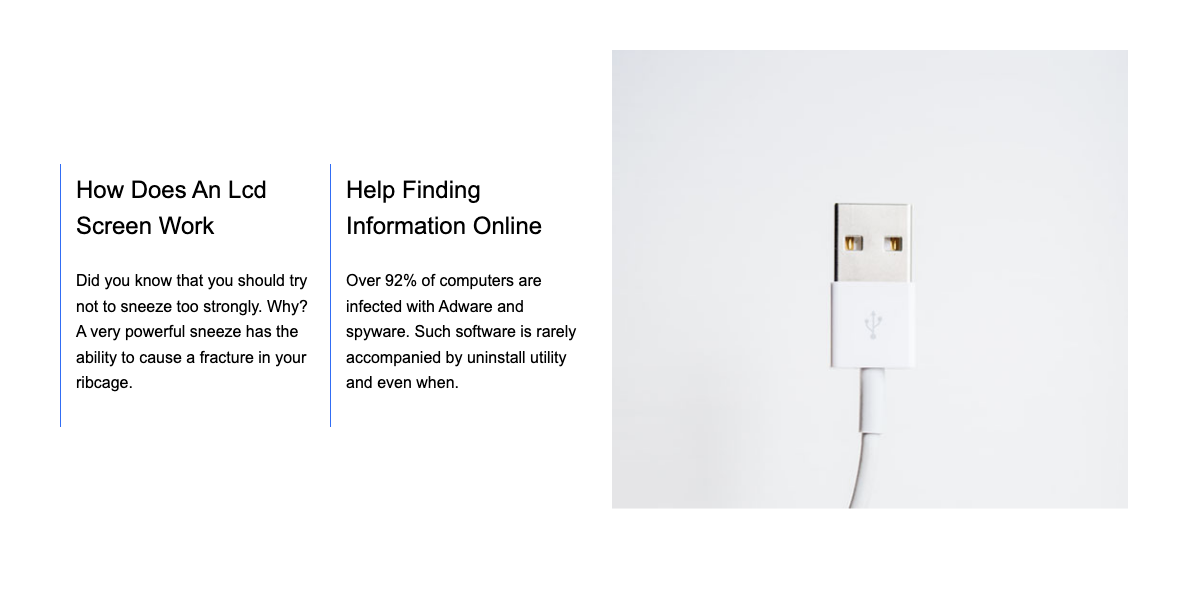 How Does An Lcd
Screen Work
Did you know that you should try
not to sneeze too strongly. Why?
A very powerful sneeze has the
ability to cause a fracture in your
ribcage.
Help Finding
Information Online
Over 92% of computers are
infected with Adware and
spyware. Such software is rarely
accompanied by uninstall utility
and even when.